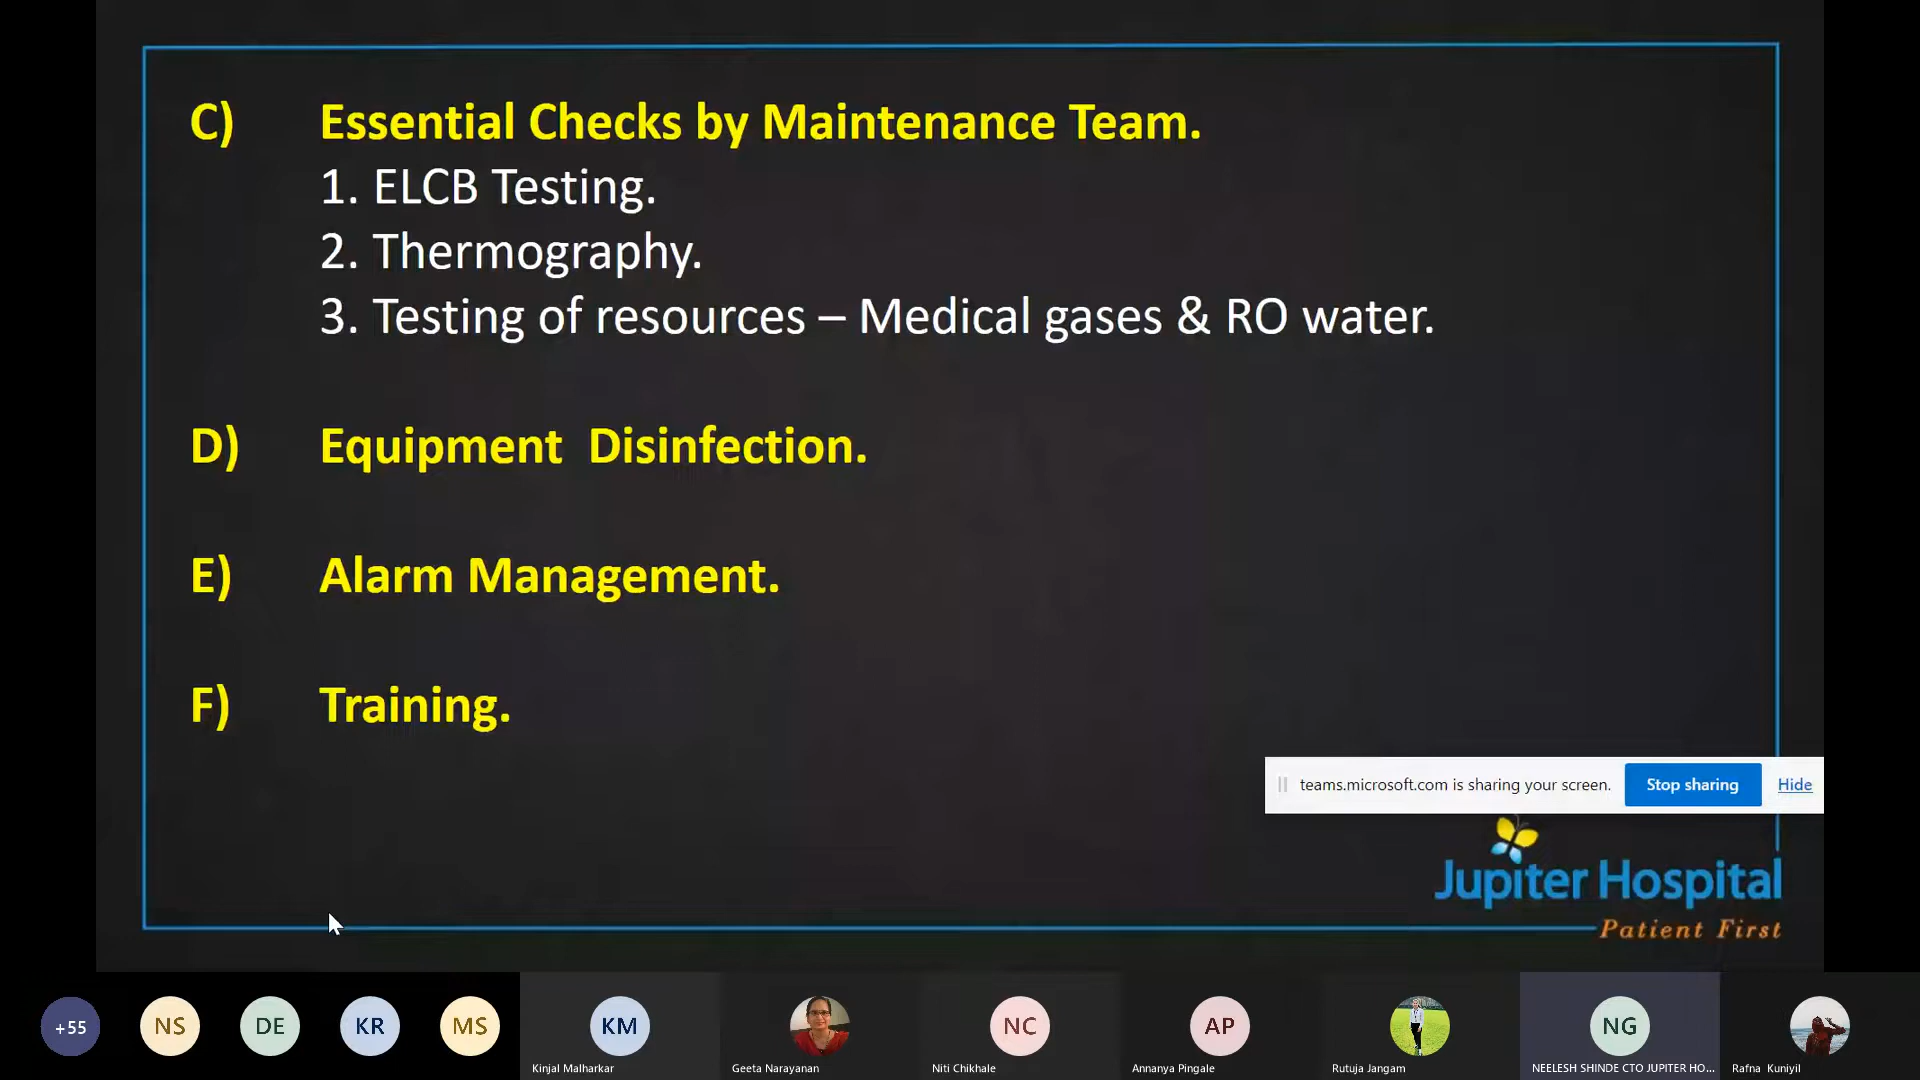 C) Essential Checks by Maintenance Team.
1. ELCB Testing.
2. Thermography.
3. Testing of resources – Medical gases & RO water.
D) Equipment Disinfection.
E) Alarm Management.
F) Training.
teams.microsoft.com is sharing your screen. Stop sharing Hide
Jupiter Hospital
Patient First
+55 NS DE KR MS KM NC AP NG
Kinjal Malharkar Geeta Narayanan Niti Chikhale Annanya Pingale Rutuja Jangam NEELESH SHINDE CTO JUPITER HO... Rafna Kuniyil